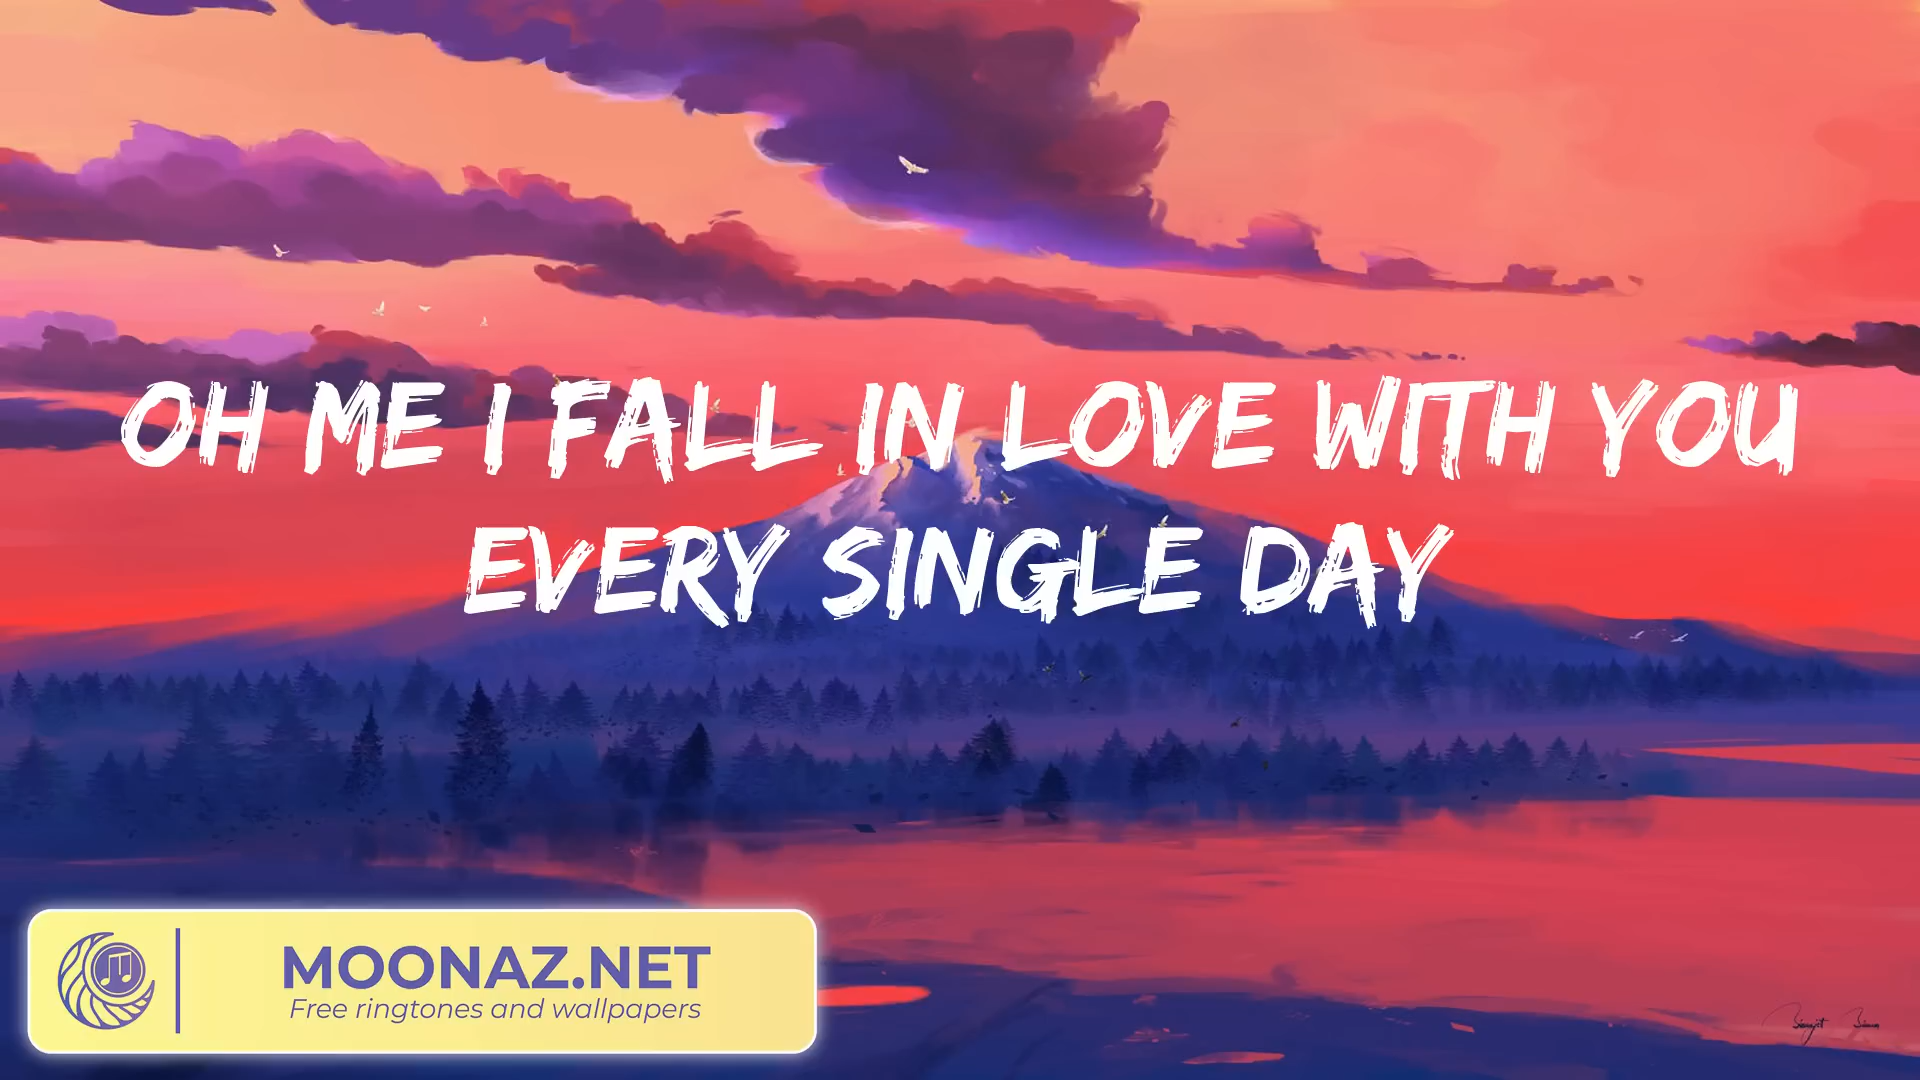 OH ME I FALL IN LOVE WITH YOU
EVERY SINGLE DAY
MOONAZ.NET
Free ringtones and wallpapers